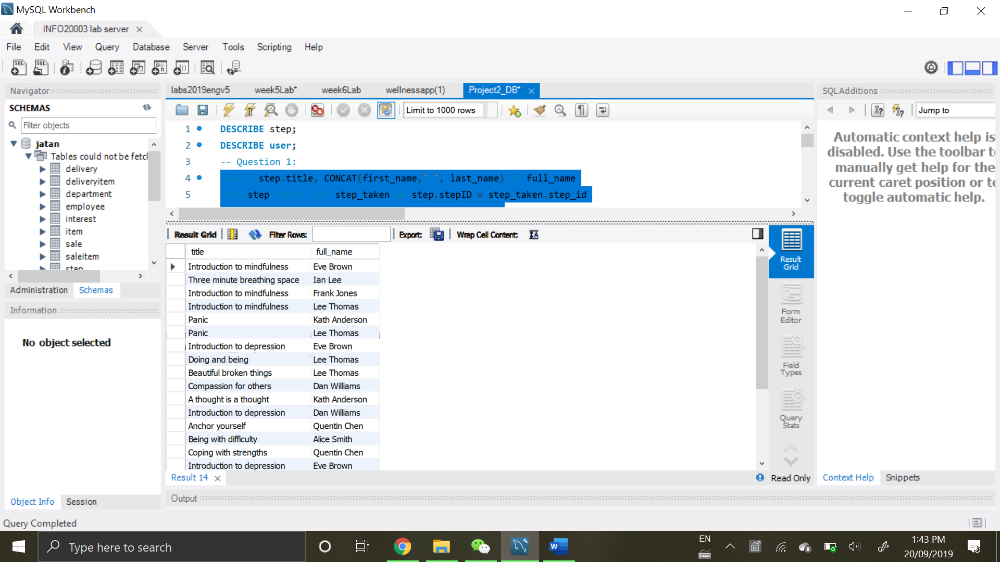 MySQL Workbench
INFO20003 lab server
File Edit View Query Database Server Tools Scripting Help
Navigator
SCHEMAS
Filter objects
jatan
Tables could not be fetch
delivery
deliveryitem
department
employee
interest
item
sale
saleitem
step
Administration Schemas
Information
No object selected
Object Info Session
labs2019engv5 week5Lab* week6Lab wellnessapp(1) Project2_DB*
Limit to 1000 rows
1 DESCRIBE step;
2 DESCRIBE user;
3 -- Question 1:
4 step.title, CONCAT(first_name,' ', last_name) full_name
5 step step_taken step.stepID = step_taken.step_id
Result Grid Filter Rows: Export: Wrap Cell Content:
title full_name
Introduction to mindfulness Eve Brown
Three minute breathing space Ian Lee
Introduction to mindfulness Frank Jones
Introduction to mindfulness Lee Thomas
Panic Kath Anderson
Panic Lee Thomas
Introduction to depression Eve Brown
Doing and being Lee Thomas
Beautiful broken things Lee Thomas
Compassion for others Dan Williams
A thought is a thought Kath Anderson
Introduction to depression Dan Williams
Anchor yourself Quentin Chen
Being with difficulty Alice Smith
Coping with strengths Quentin Chen
Introduction to depression Eve Brown
Result 14
Read Only
Result
Grid
Form
Editor
Field
Types
Query
Stats
Output
SQLAdditions
Jump to
Automatic context help is
disabled. Use the toolbar to
manually get help for the
current caret position or to
toggle automatic help.
Context Help Snippets
Query Completed
Type here to search
EN
1:43 PM
20/09/2019